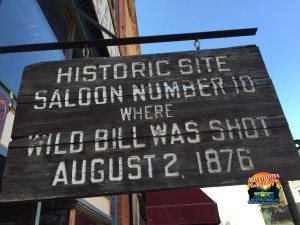 HISTORIC SITE
SALOON NUMBER 10
WHERE
WILD BILL WAS SHOT
AUGUST 2, 1876